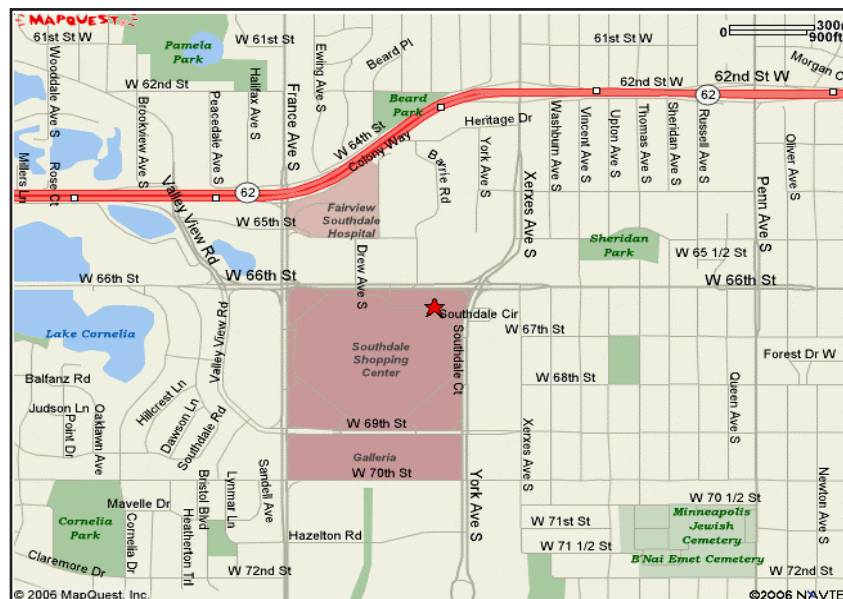 MAPQUEST
300m
0
900ft
61st St
W 61st St
61st St W
Pamela
Park
Woodale Ave S
W 62nd St
Halifax Ave S
France Ave S
Ewing Ave S
Beard Pl
Morgan C
62nd St W
62
62nd St W
Brookview Ave S
Peacedale Ave S
Beard
Park
Heritage Dr
W 64th St
Colony Way
Barrie Rd
York Ave S
Xerxes Ave S
Washburn Ave S
Vincent Ave S
Upton Ave S
Thomas Ave S
Sheridan Ave S
Russell Ave S
Oliver Ave S
Penn Ave S
Millers Ln
Rose Ct
Valley View Rd
62
W 65th St
Fairview
Southdale
Hospital
Sheridan
Park
W 65 1/2 St
W 66th St
W 66th St
W 66th St
Drew Ave S
Lake Cornelia
Valley View Rd
Southdale Cir
Southdale Ct
W 67th St
Southdale
Shopping
Center
Forest Dr W
Balfanz Rd
W 68th St
Hillcrest Ln
Judson Ln
Point Dr
Oaklawn Ave
Dawson Ln
Southdale Rd
W 69th St
Xerxes Ave S
Queen Ave S
Galleria
W 70th St
Sandell Ave
Lynmar Ln
Bristol Blvd
Heatherton Trl
York Ave S
Newton Ave S
Mavelle Dr
W 70 1/2 St
Cornelia
Park
Cornelia Dr
Hazelton Rd
W 71st St
Minneapolis
Jewish
Cemetery
W 71 1/2 St
B'Nai Emet Cemetery
Claremore Dr
W 72nd St
W 72nd St
© 2006 MapQuest, Inc.
©2006 NAVTE